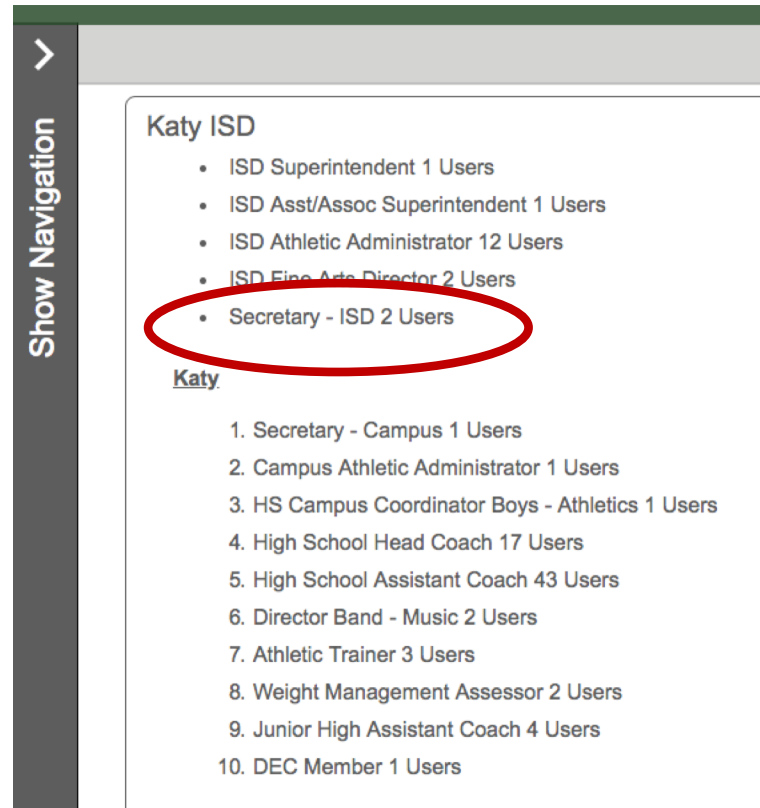 Show Navigation
Katy ISD
• ISD Superintendent 1 Users
• ISD Asst/Assoc Superintendent 1 Users
• ISD Athletic Administrator 12 Users
• ISD Fine Arts Director 2 Users
• Secretary - ISD 2 Users
Katy
1. Secretary - Campus 1 Users
2. Campus Athletic Administrator 1 Users
3. HS Campus Coordinator Boys - Athletics 1 Users
4. High School Head Coach 17 Users
5. High School Assistant Coach 43 Users
6. Director Band - Music 2 Users
7. Athletic Trainer 3 Users
8. Weight Management Assessor 2 Users
9. Junior High Assistant Coach 4 Users
10. DEC Member 1 Users